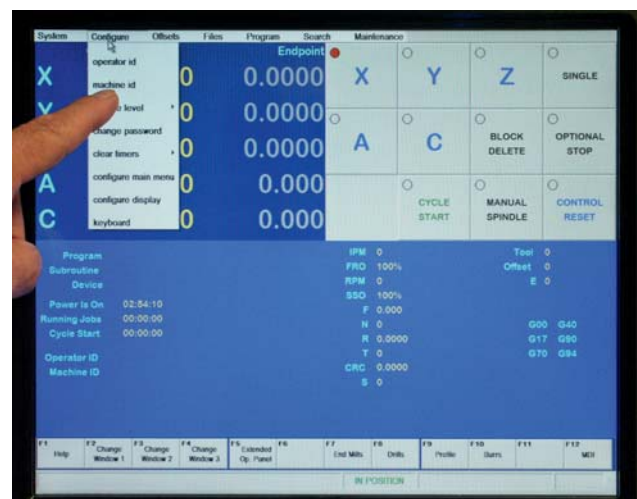 System Configure Offsets Files Program Search Maintenance
operator id
machine id
level
change password
clear timers
configure main menu
configure display
keyboard
Endpoint
X 0 0.0000
Y 0 0.0000
0 0.0000
A 0 0.000
C 0 0.000
X Y Z SINGLE
A C BLOCK DELETE OPTIONAL STOP
CYCLE START MANUAL SPINDLE CONTROL RESET
Program
Subroutine
Device
Power Is On 02:54:10
Running Jobs 00:00:00
Cycle Start 00:00:00
Operator ID
Machine ID
IPM 0
FRO 100%
RPM 0
SSO 100%
F 0.000
N 0
R 0.0000
T 0
CRC 0.0000
S 0
Tool 0
Offset 0
E 0
G00 G40
G17 G90
G70 G94
F1 Help
F2 Change Window 1
F3 Change Window 2
F4 Change Window 3
F5 Extended Op. Panel
F6
F7 End Mills
F8 Drills
F9 Profile
F10 Burrs
F11
F12 MDI
IN POSITION